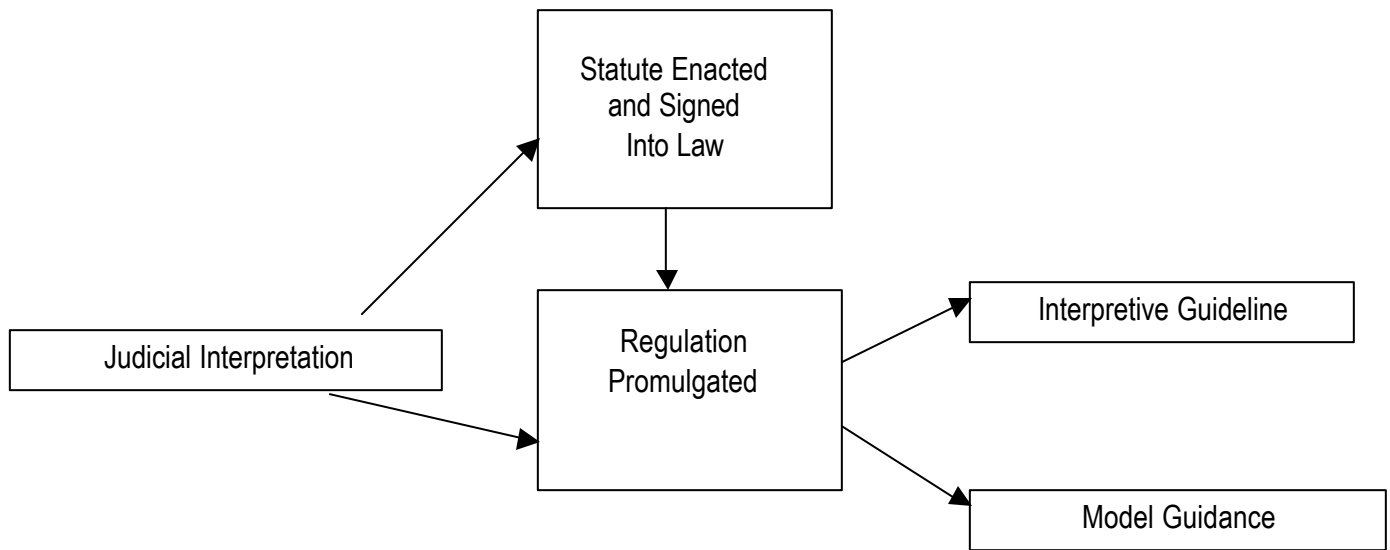 Statute Enacted
and Signed
Into Law
Judicial Interpretation
Regulation
Promulgated
Interpretive Guideline
Model Guidance